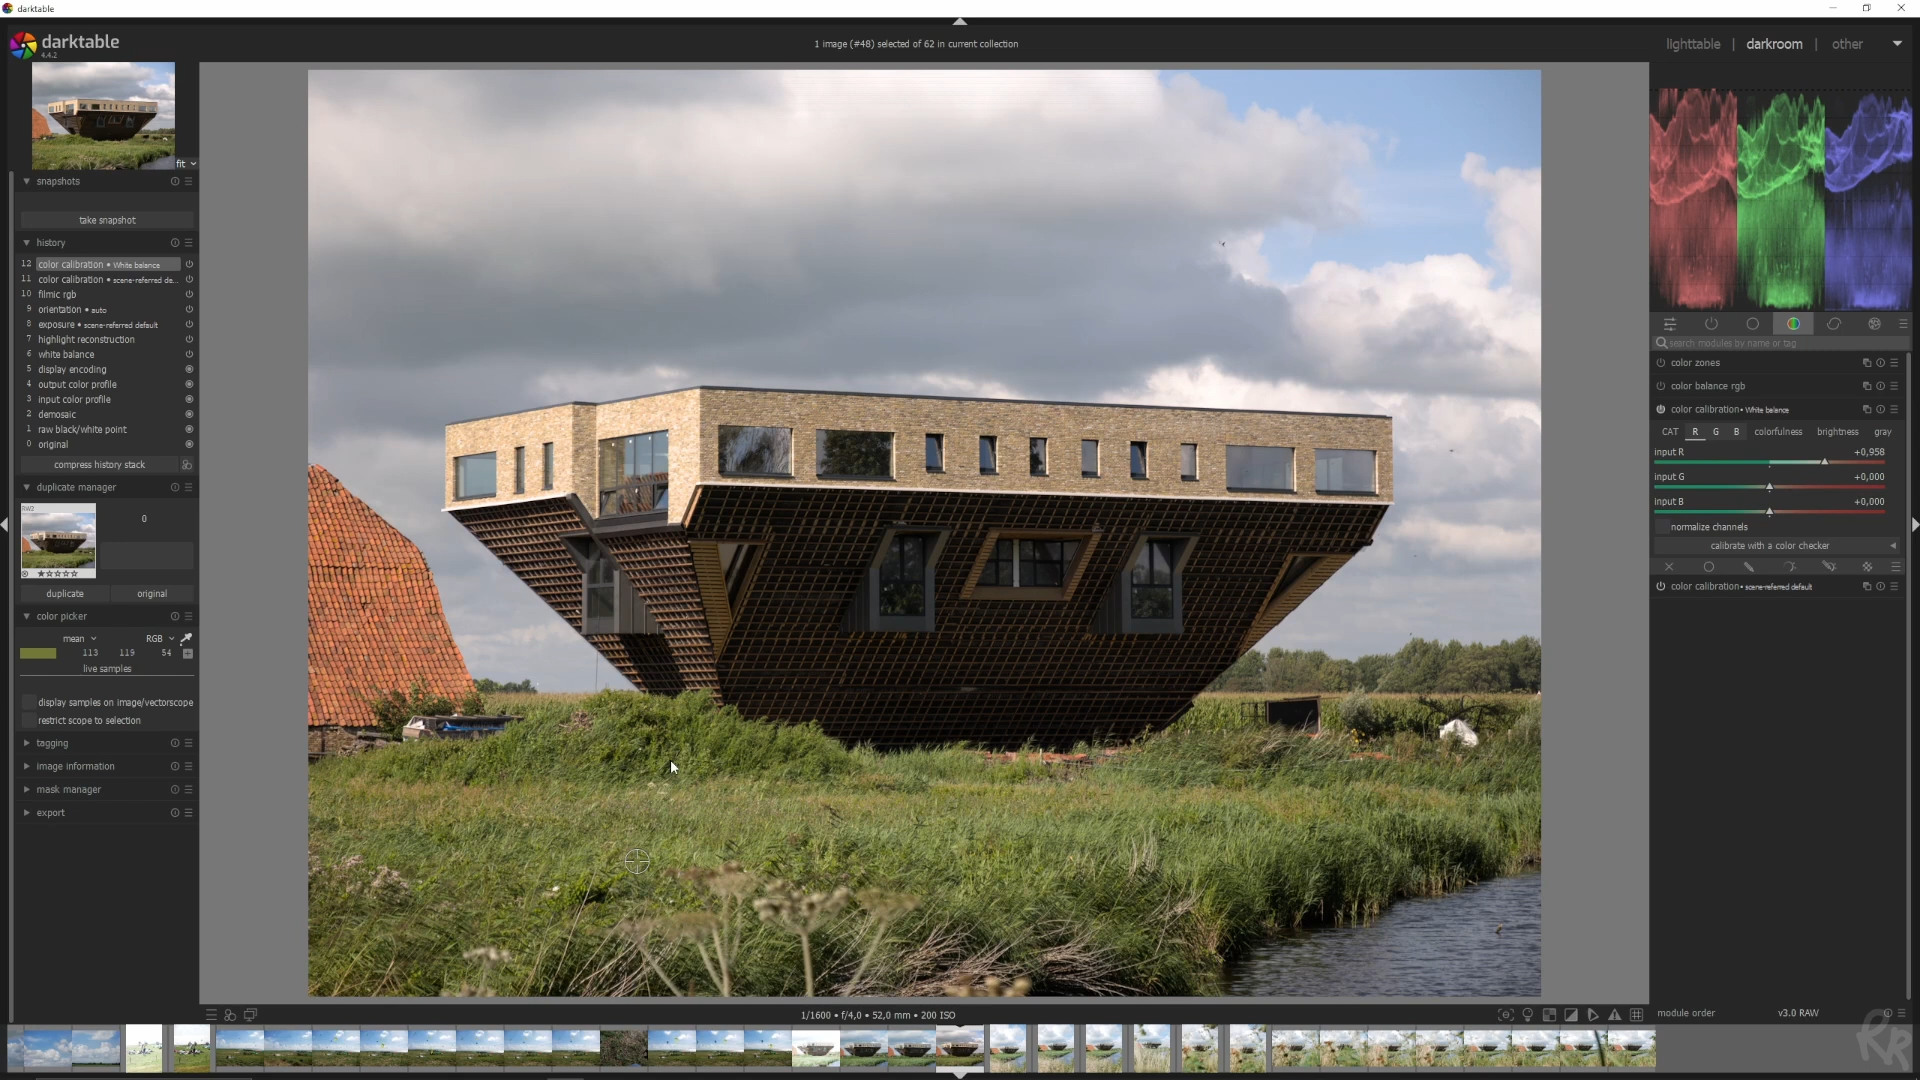 darktable
darktable
4.4.2
1 image (#48) selected of 62 in current collection
lighttable | darkroom | other
fit
snapshots
take snapshot
history
12 color calibration • White balance
11 color calibration • scene-referred de...
10 filmic rgb
9 orientation • auto
8 exposure • scene-referred default
7 highlight reconstruction
6 white balance
5 display encoding
4 output color profile
3 input color profile
2 demosaic
1 raw black/white point
0 original
compress history stack
duplicate manager
RW2
0
duplicate original
color picker
mean RGB
113 119 54
live samples
display samples on image/vectorscope
restrict scope to selection
tagging
image information
mask manager
export
search modules by name or tag
color zones
color balance rgb
color calibration • White balance
CAT R G B colorfulness brightness gray
input R +0,958
input G +0,000
input B +0,000
normalize channels
calibrate with a color checker
color calibration • scene-referred default
1/1600 • f/4,0 • 52,0 mm • 200 ISO
module order v3.0 RAW